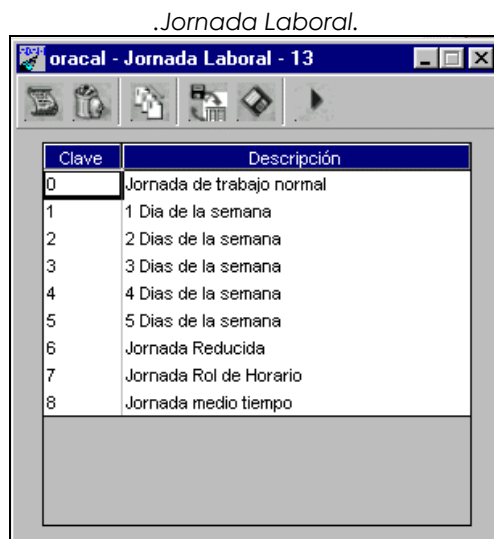 .Jornada Laboral.
oracal - Jornada Laboral - 13
Clave Descripción
0 Jornada de trabajo normal
1 1 Dia de la semana
2 2 Dias de la semana
3 3 Dias de la semana
4 4 Dias de la semana
5 5 Dias de la semana
6 Jornada Reducida
7 Jornada Rol de Horario
8 Jornada medio tiempo